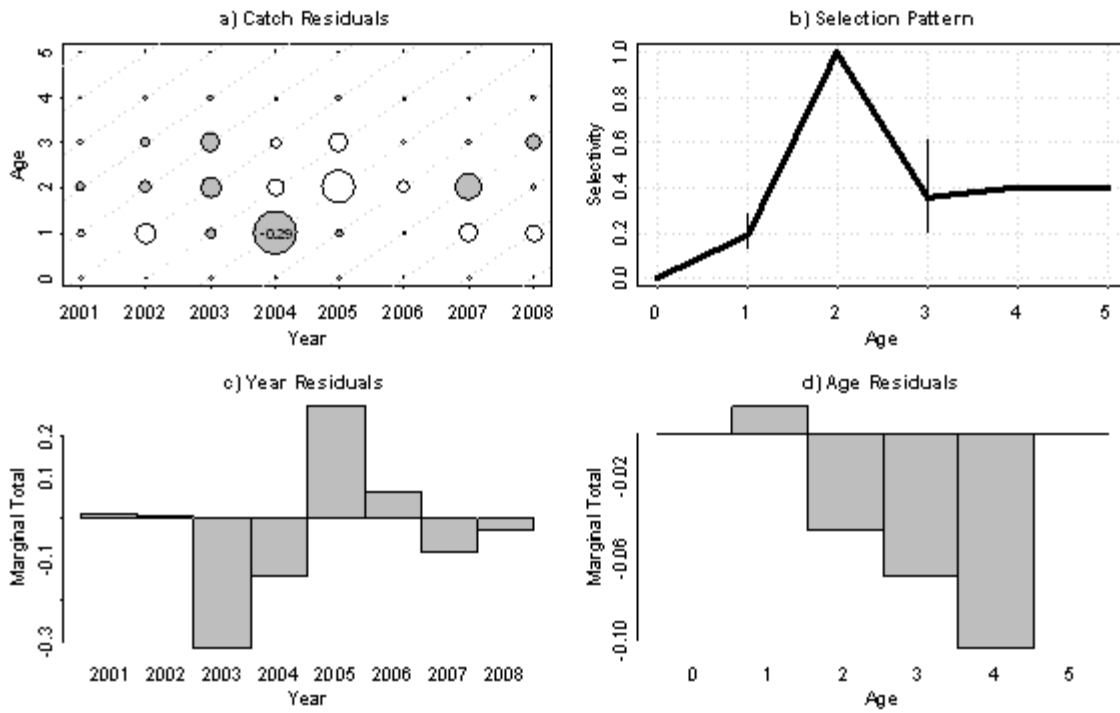 a) Catch Residuals
Age
0 1 2 3 4 5
-0.29
2001 2002 2003 2004 2005 2006 2007 2008
Year
b) Selection Pattern
Selectivity
0.0 0.2 0.4 0.6 0.8 1.0
0 1 2 3 4 5
Age
c) Year Residuals
Marginal Total
-0.3 -0.1 0.1 0.2
2001 2002 2003 2004 2005 2006 2007 2008
Year
d) Age Residuals
Marginal Total
-0.10 -0.06 -0.02
0 1 2 3 4 5
Age